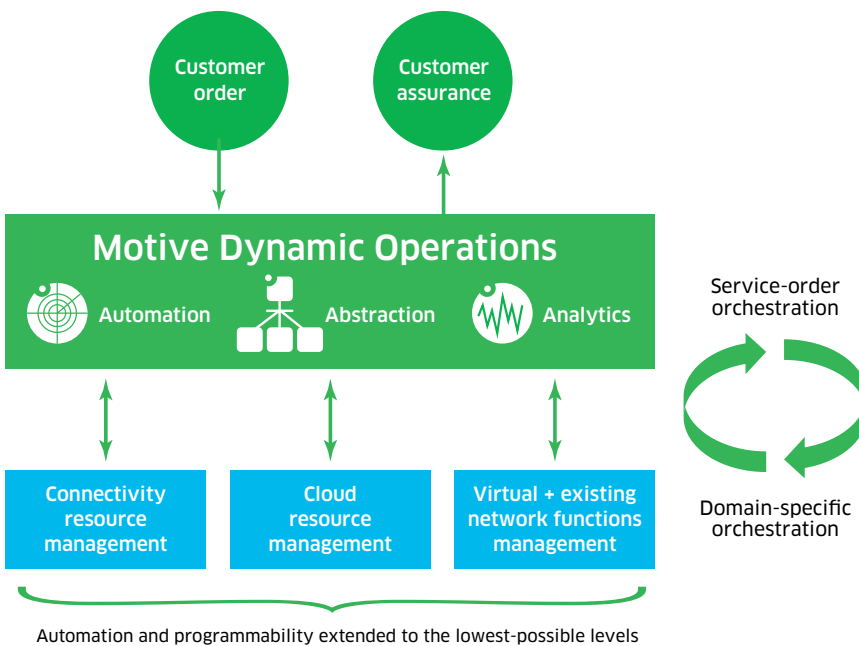 Customer
order
Customer
assurance
Motive Dynamic Operations
Automation
Abstraction
Analytics
Service-order
orchestration
Connectivity
resource
management
Cloud
resource
management
Virtual + existing
network functions
management
Domain-specific
orchestration
Automation and programmability extended to the lowest-possible levels